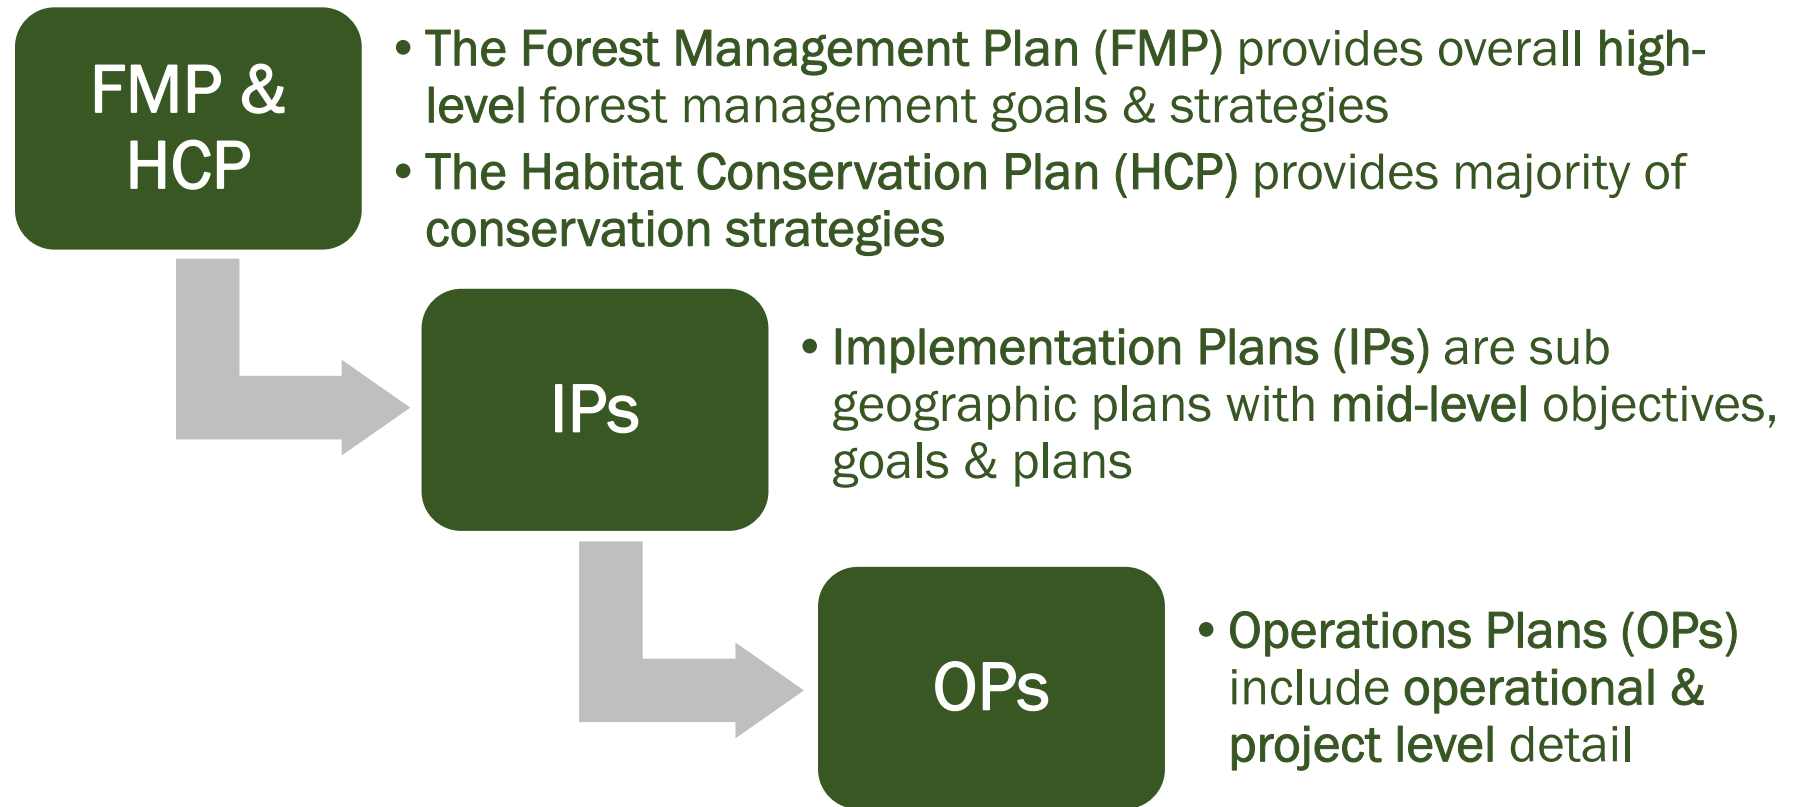 FMP &
HCP
• The Forest Management Plan (FMP) provides overall high-
level forest management goals & strategies
• The Habitat Conservation Plan (HCP) provides majority of
conservation strategies
IPs
• Implementation Plans (IPs) are sub
geographic plans with mid-level objectives,
goals & plans
OPs
• Operations Plans (OPs)
include operational &
project level detail